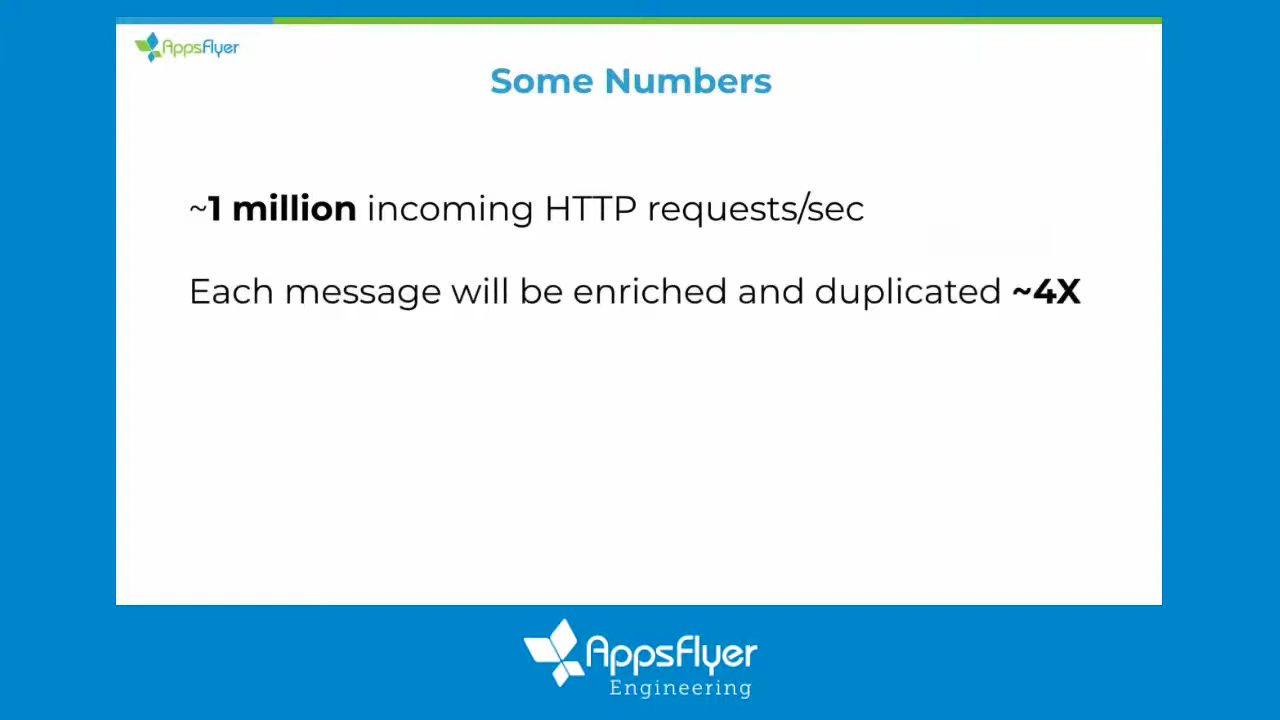 AppsFlyer
Some Numbers
~1 million incoming HTTP requests/sec
Each message will be enriched and duplicated ~4X
AppsFlyer
Engineering